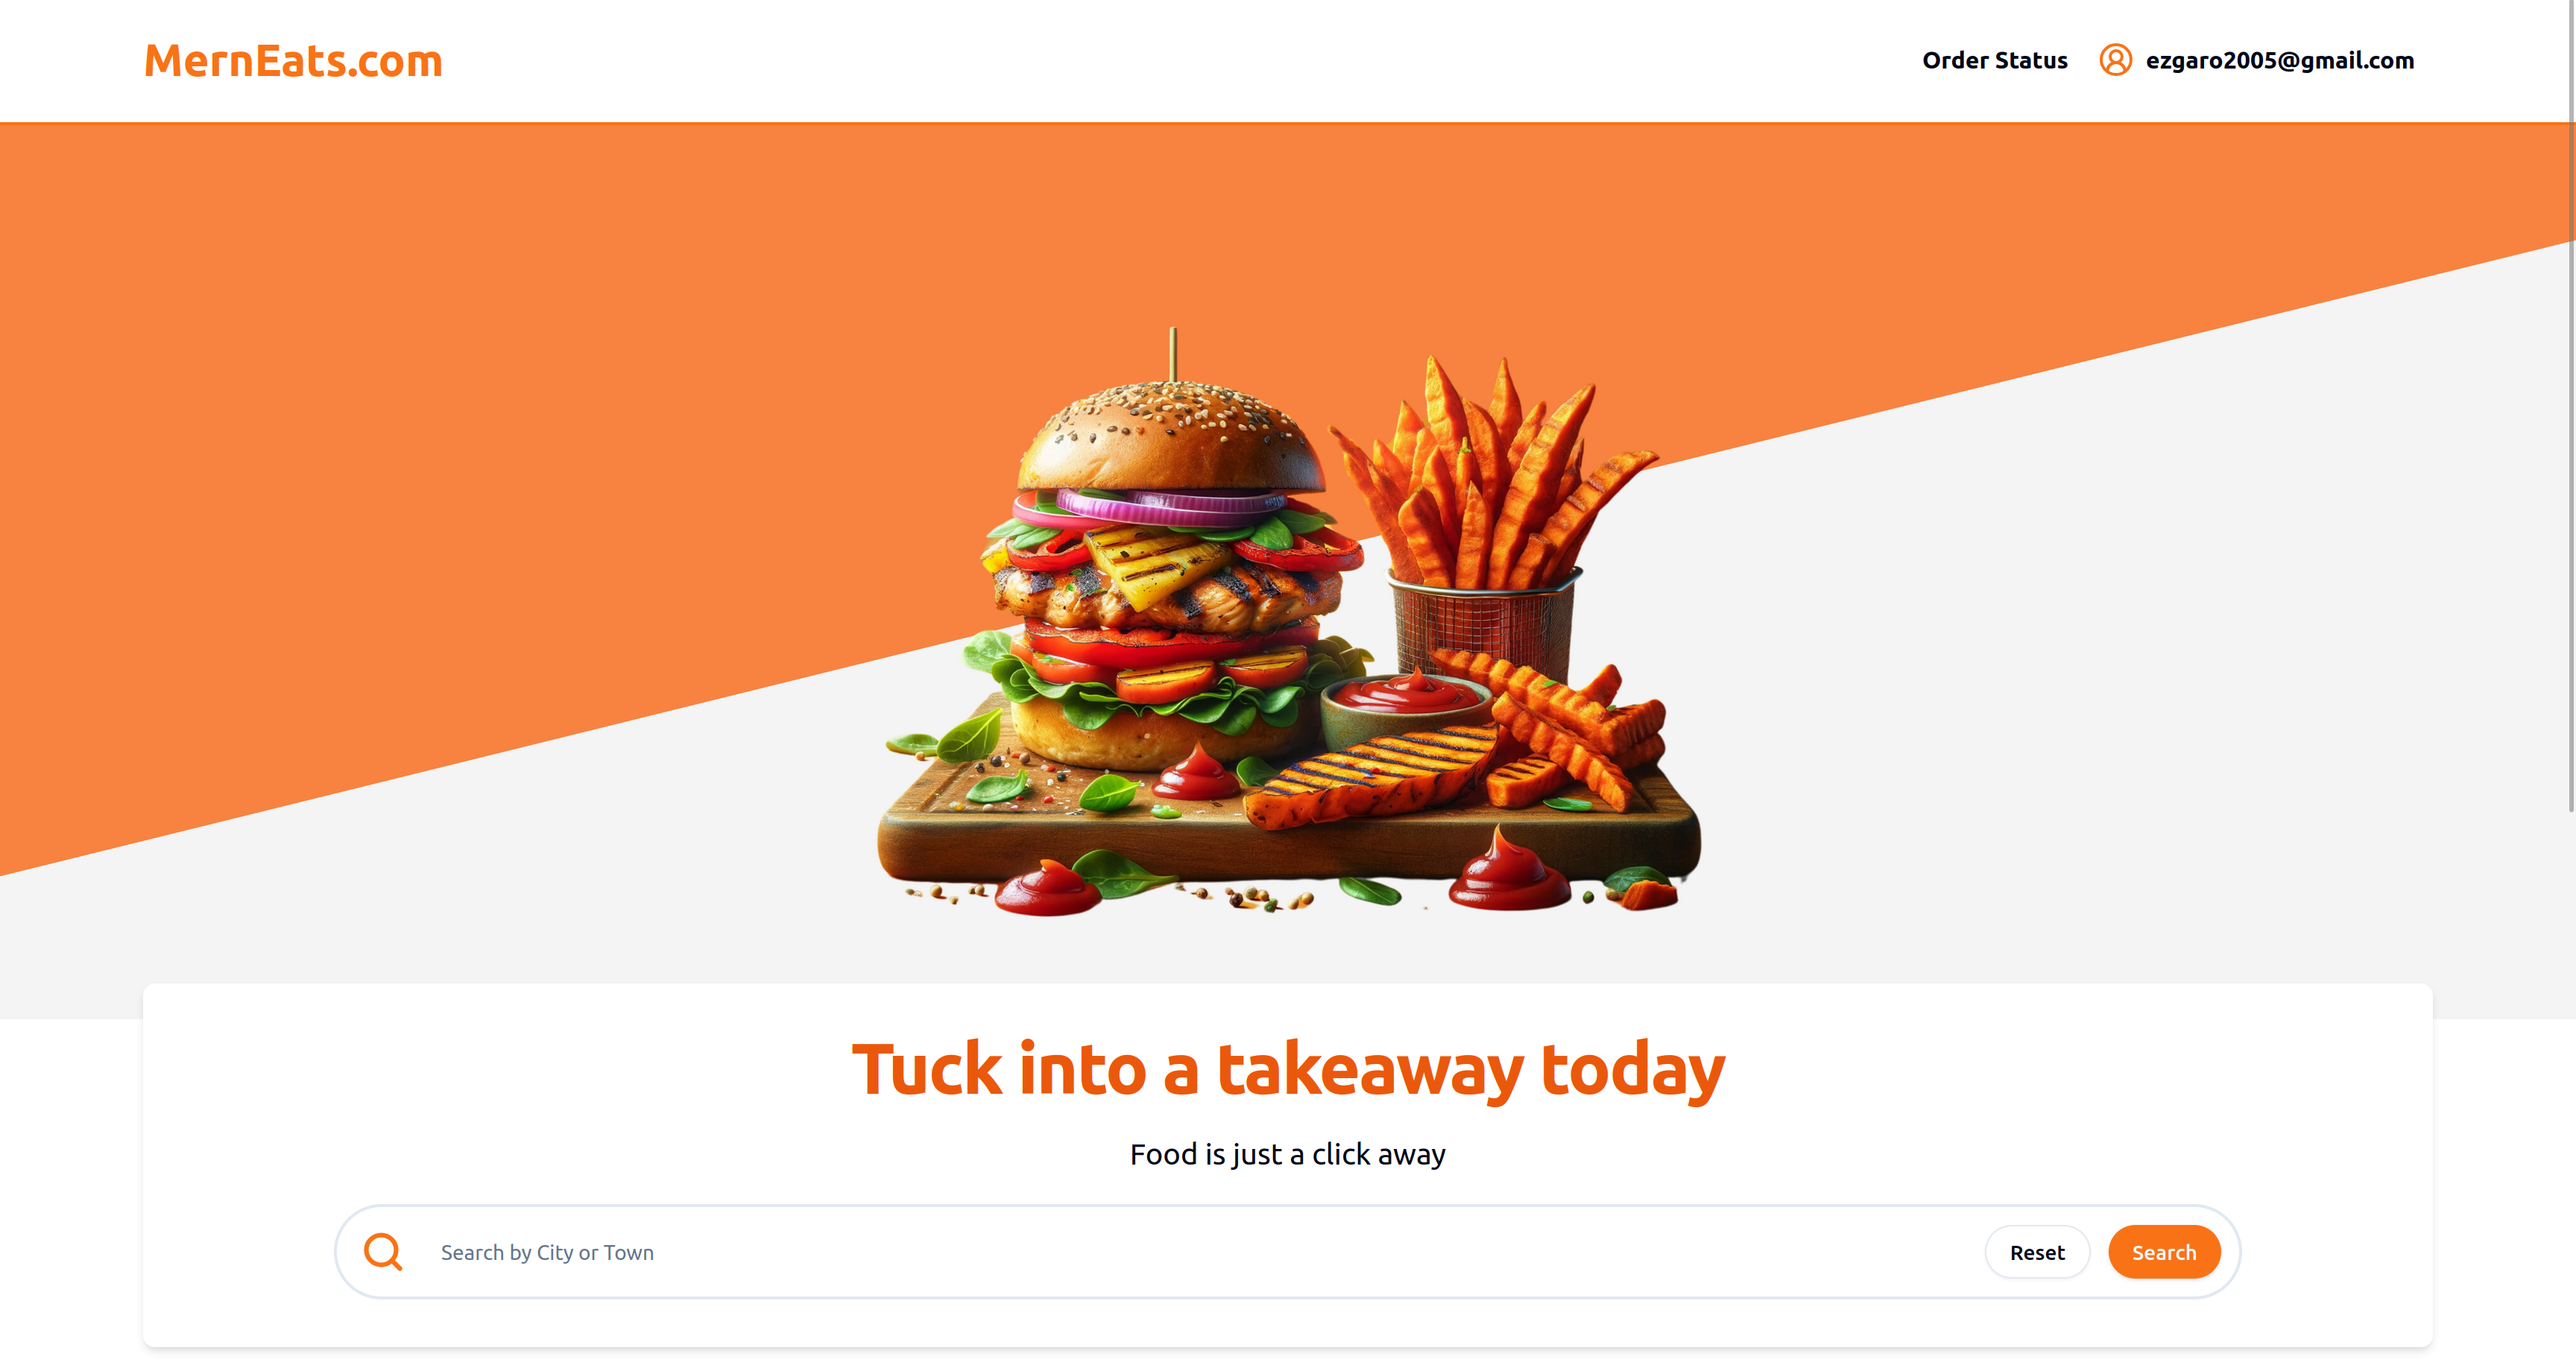 MernEats.com
Order Status ezgaro2005@gmail.com
Tuck into a takeaway today
Food is just a click away
Search by City or Town Reset Search